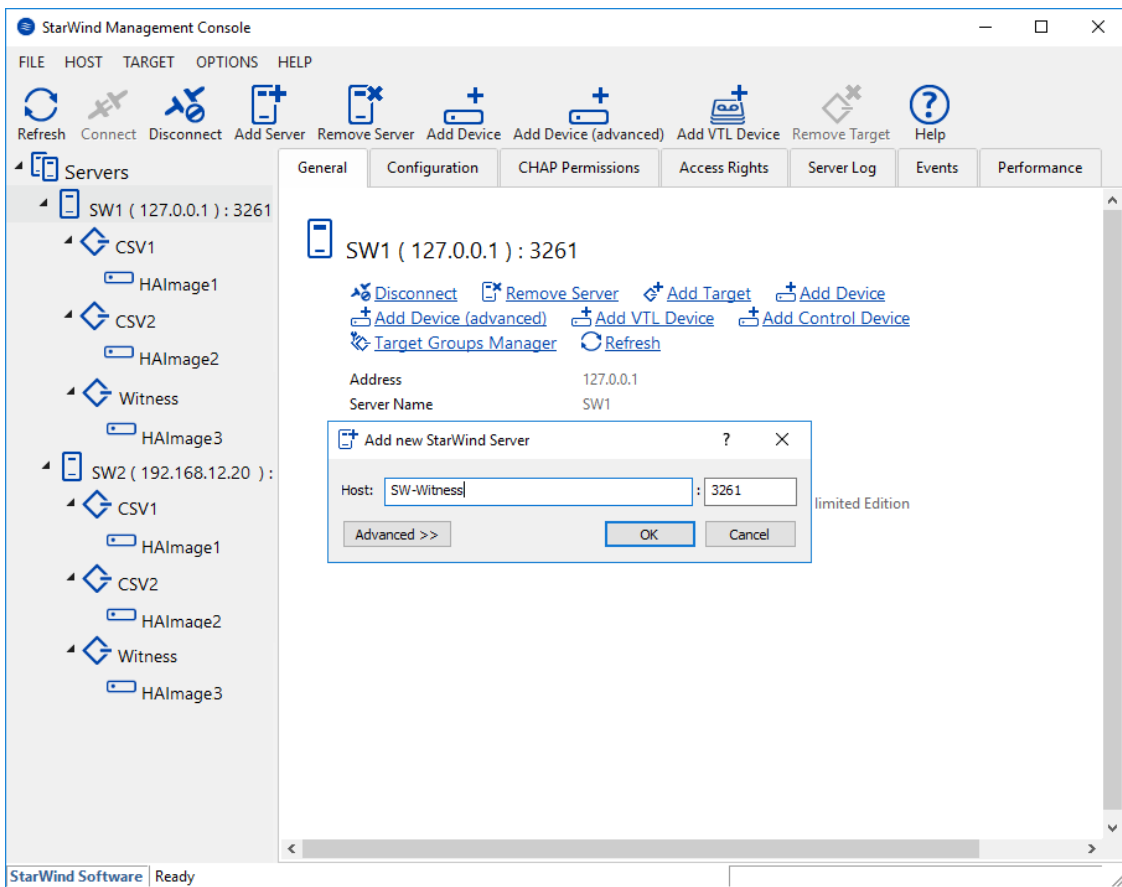 StarWind Management Console
FILE HOST TARGET OPTIONS HELP
Refresh Connect Disconnect Add Server Remove Server Add Device Add Device (advanced) Add VTL Device Remove Target Help
Servers
SW1 ( 127.0.0.1 ) : 3261
CSV1
HAImage1
CSV2
HAImage2
Witness
HAImage3
SW2 ( 192.168.12.20 ) :
CSV1
HAImage1
CSV2
HAImage2
Witness
HAImage3
General Configuration CHAP Permissions Access Rights Server Log Events Performance
SW1 ( 127.0.0.1 ) : 3261
Disconnect Remove Server Add Target Add Device
Add Device (advanced) Add VTL Device Add Control Device
Target Groups Manager Refresh
Address 127.0.0.1
Server Name SW1
Add new StarWind Server ?
Host: SW-Witness : 3261
limited Edition
Advanced >> OK Cancel
StarWind Software Ready